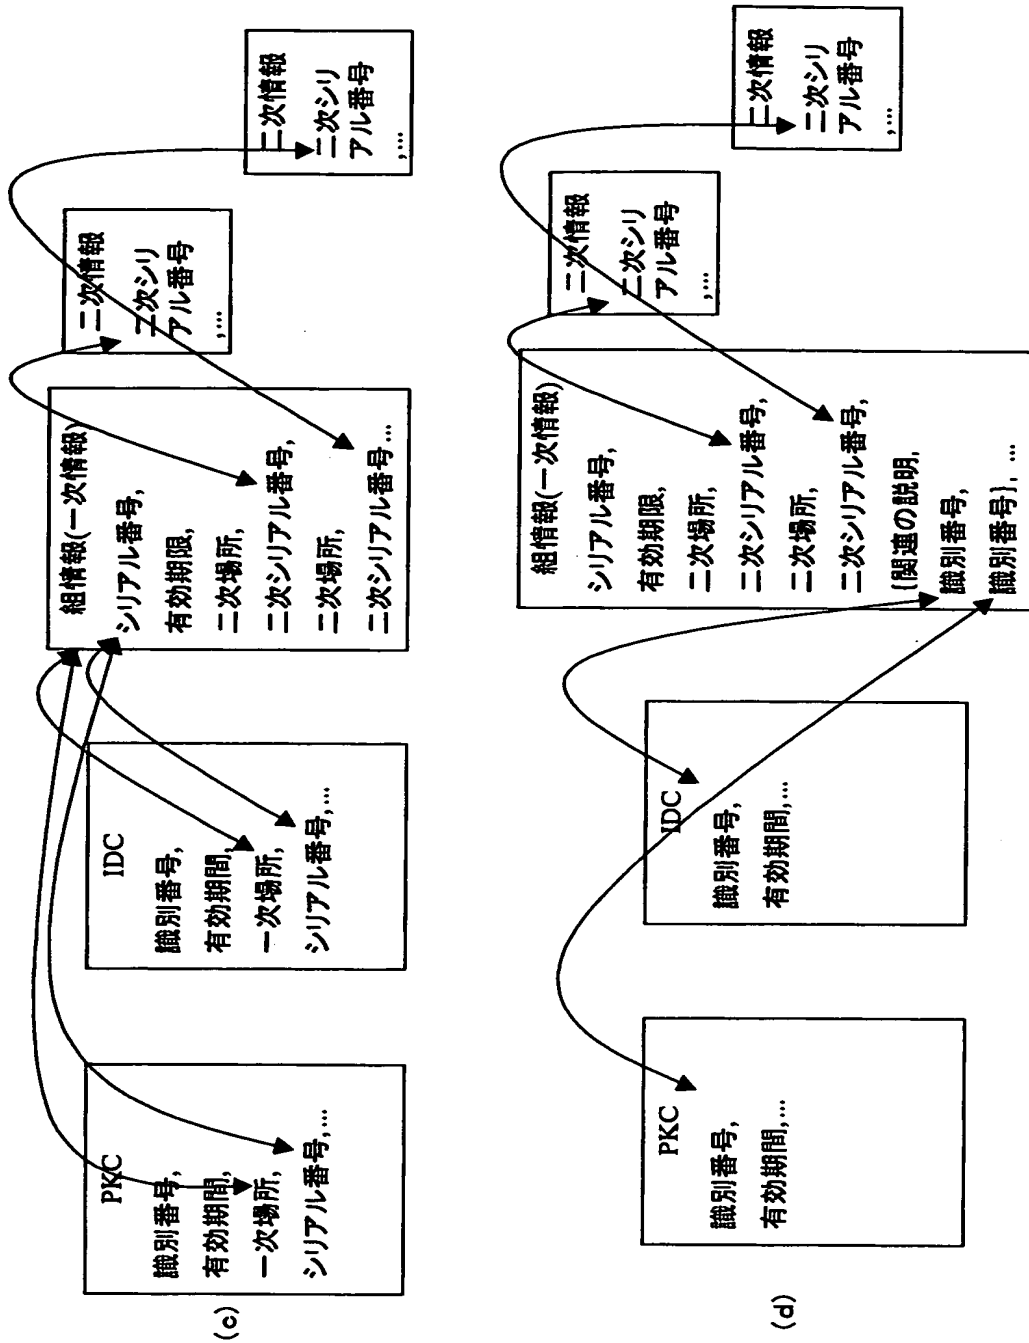 (c)
PKC
識別番号,
有効期間,
一次場所,
シリアル番号,...
IDC
識別番号,
有効期間,
一次場所,
シリアル番号,...
組情報(一次情報)
シリアル番号,
有効期限,
二次場所,
二次シリアル番号,
二次場所,
二次シリアル番号...
二次情報
二次シリ
アル番号
,...
二次情報
二次シリ
アル番号
,...
(d)
PKC
識別番号,
有効期間,...
IDC
識別番号,
有効期間,...
組情報(一次情報)
シリアル番号,
有効期限,
二次場所,
二次シリアル番号,
二次場所,
二次シリアル番号,
{関連の説明,
識別番号,
識別番号}, ...
二次情報
二次シリ
アル番号
,...
二次情報
二次シリ
アル番号
,...